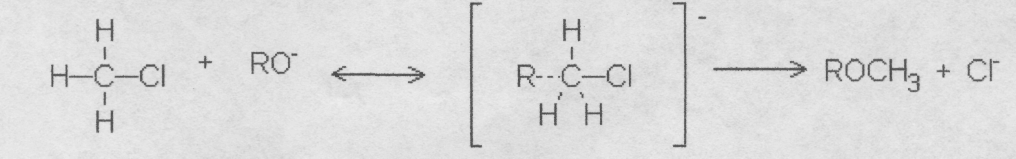 H
H–C–Cl + RO⁻ ⟷ [R--C–Cl]⁻ ⟶ ROCH₃ + Cl⁻
H
H
H H